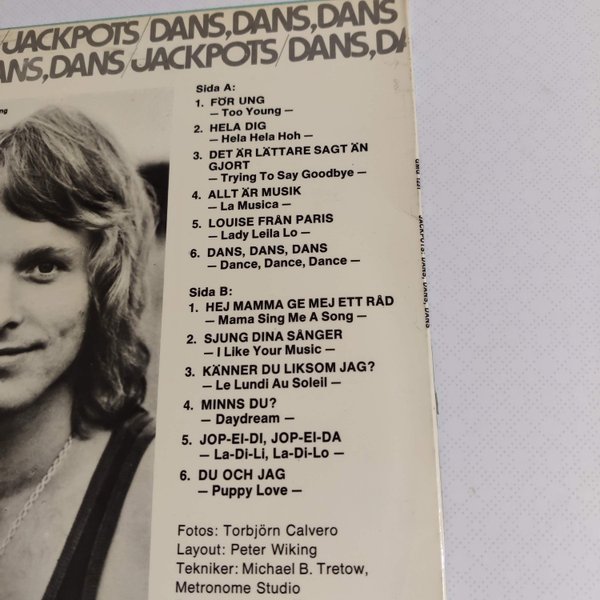 JACKPOTS/DANS,DANS,DANS
ANS,DANS/JACKPOTS/DANS,DA
ng
Sida A:
1. FÖR UNG
— Too Young —
2. HELA DIG
— Hela Hela Hoh —
3. DET ÄR LÄTTARE SAGT ÄN
GJORT
— Trying To Say Goodbye —
4. ALLT ÄR MUSIK
— La Musica —
5. LOUISE FRÅN PARIS
— Lady Leila Lo —
6. DANS, DANS, DANS
— Dance, Dance, Dance —
Sida B:
1. HEJ MAMMA GE MEJ ETT RÅD
— Mama Sing Me A Song —
2. SJUNG DINA SÅNGER
— I Like Your Music —
3. KÄNNER DU LIKSOM JAG?
— Le Lundi Au Soleil —
4. MINNS DU?
— Daydream —
5. JOP-EI-DI, JOP-EI-DA
— La-Di-Li, La-Di-Lo —
6. DU OCH JAG
— Puppy Love —
Fotos: Torbjörn Calvero
Layout: Peter Wiking
Tekniker: Michael B. Tretow,
Metronome Studio
JACKPOTS: DANS, DANS, DANS